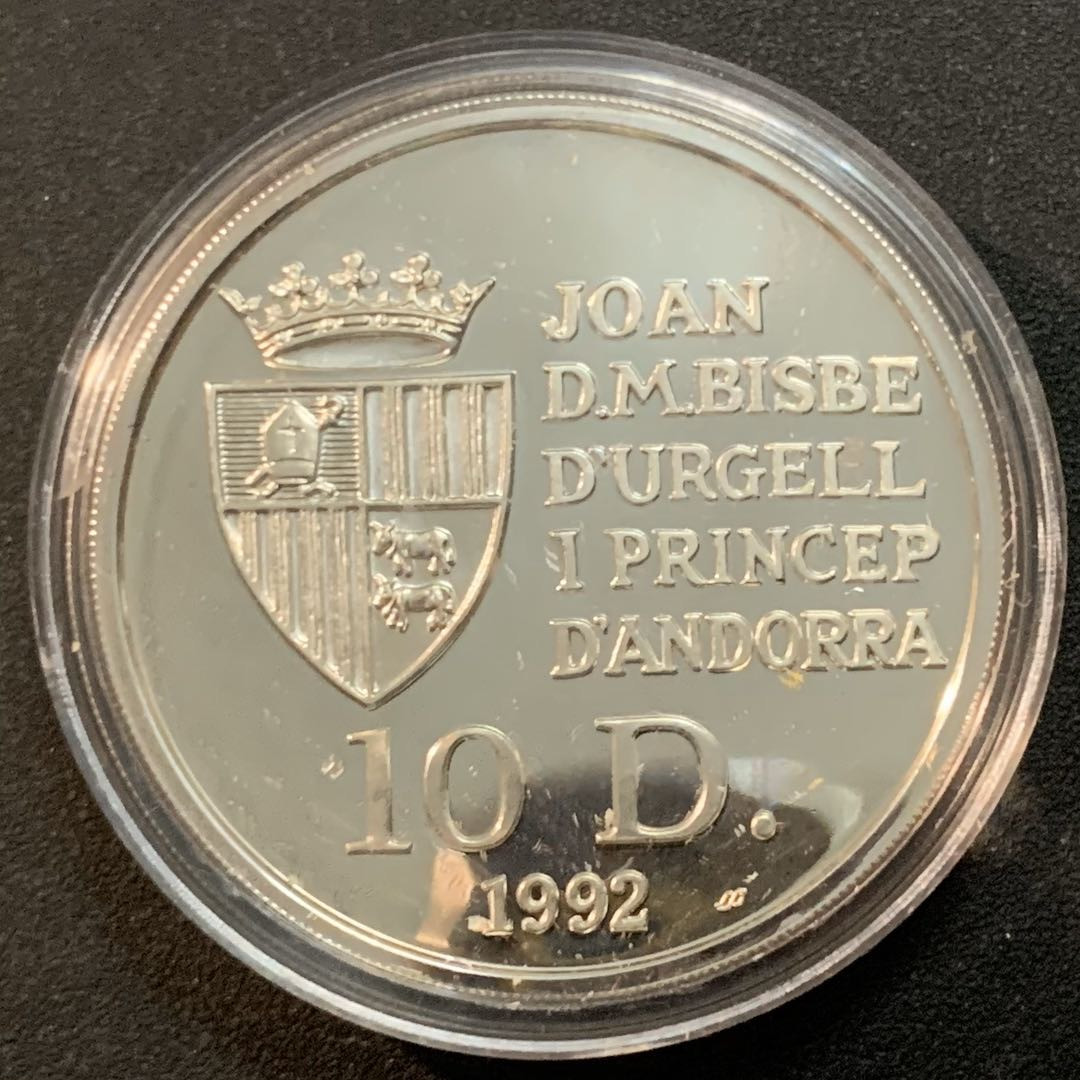 JOAN
D.M.BISBE
D'URGELL
I PRINCEP
D'ANDORRA
10 D.
1992